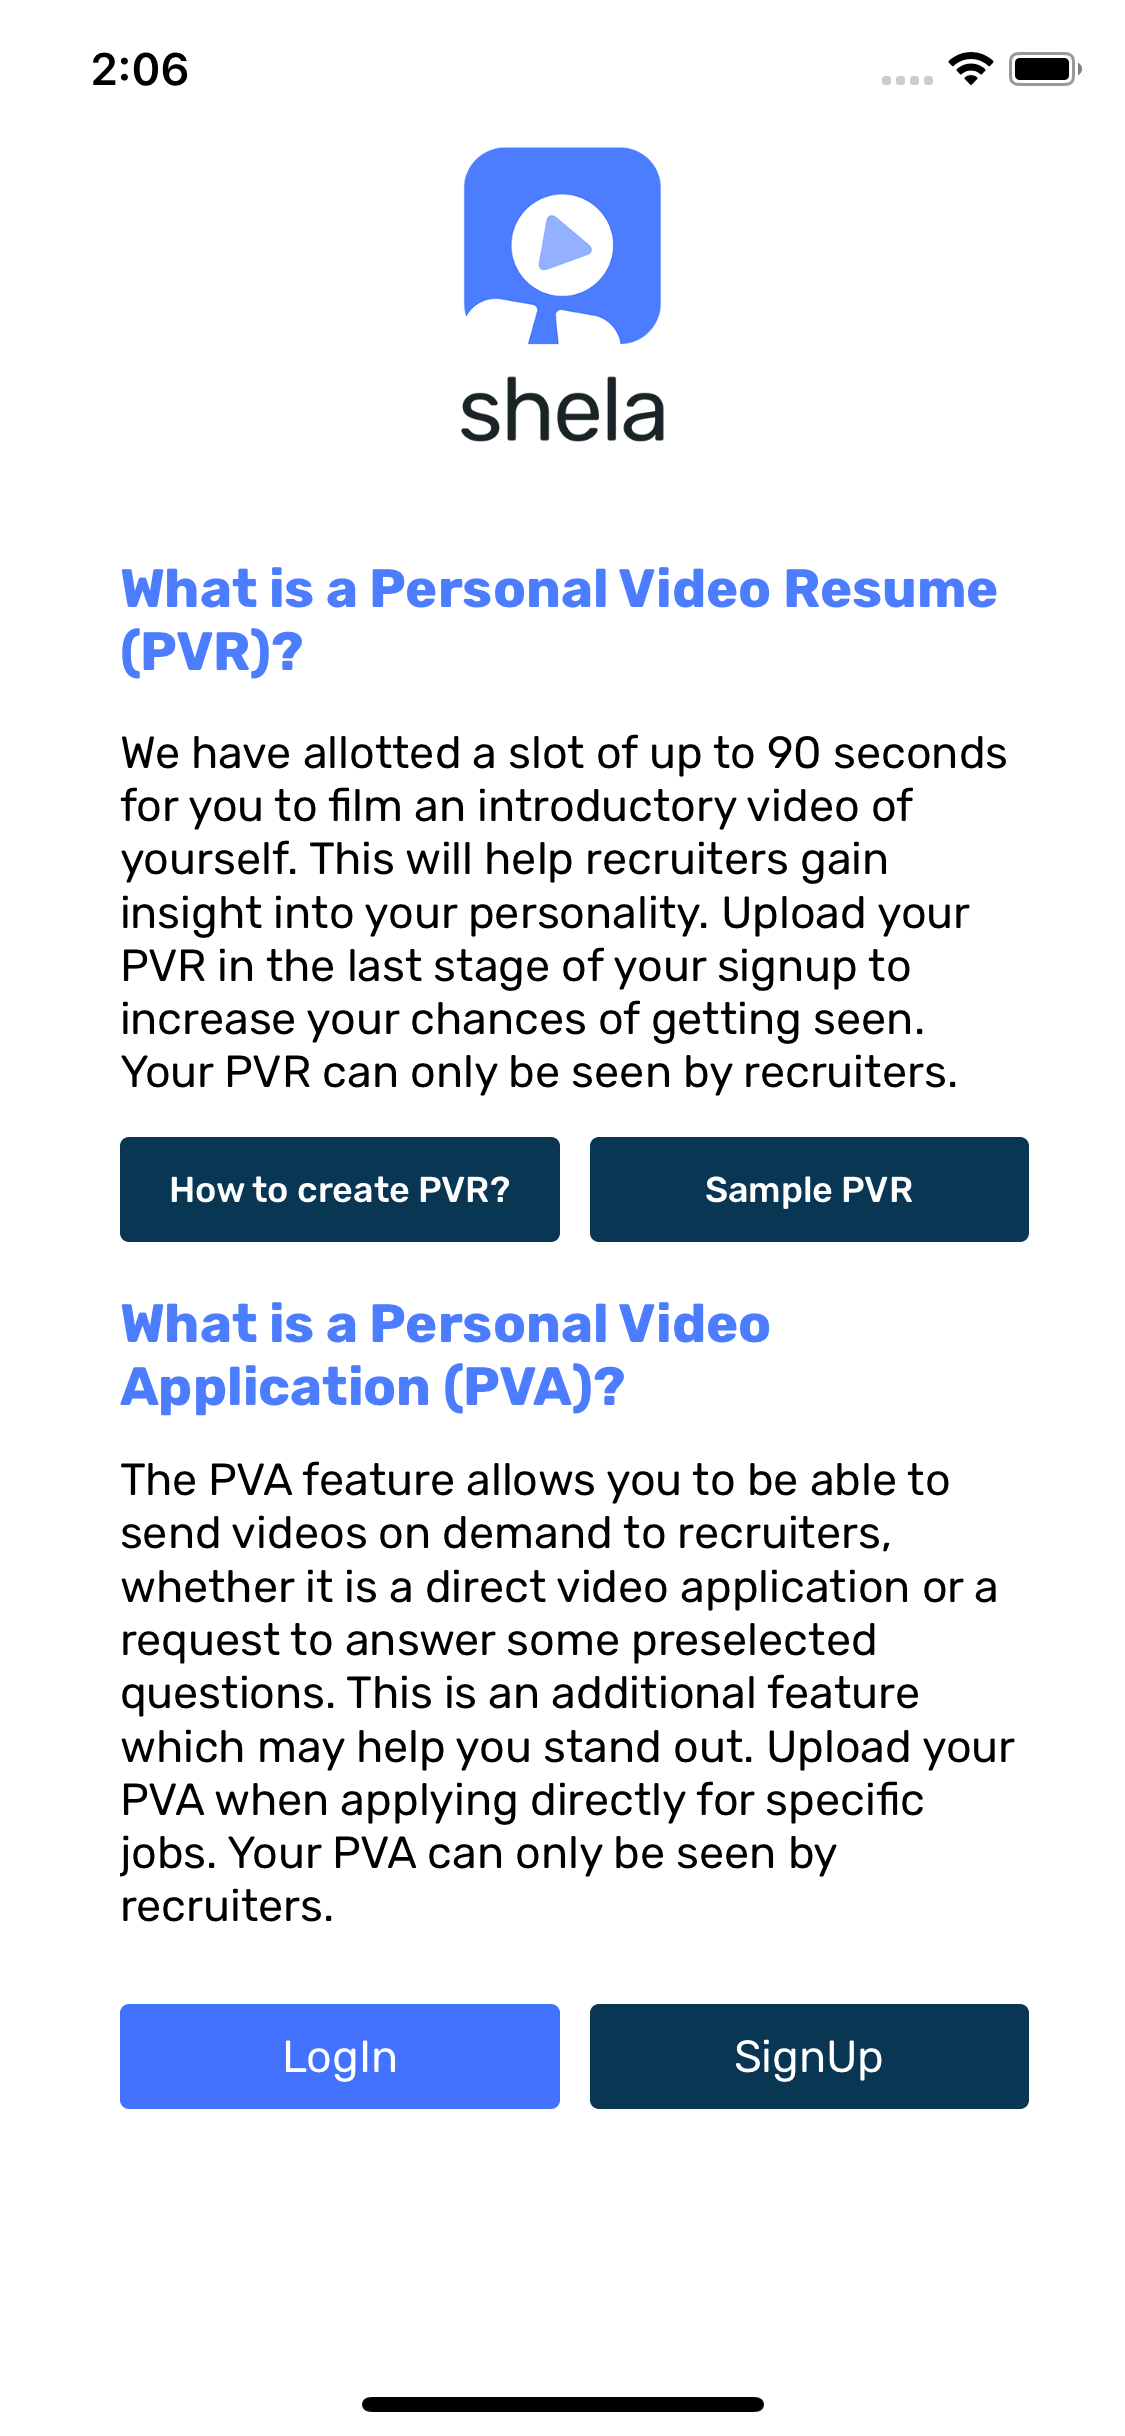 2:06
shela
What is a Personal Video Resume
(PVR)?
We have allotted a slot of up to 90 seconds
for you to film an introductory video of
yourself. This will help recruiters gain
insight into your personality. Upload your
PVR in the last stage of your signup to
increase your chances of getting seen.
Your PVR can only be seen by recruiters.
How to create PVR?
Sample PVR
What is a Personal Video
Application (PVA)?
The PVA feature allows you to be able to
send videos on demand to recruiters,
whether it is a direct video application or a
request to answer some preselected
questions. This is an additional feature
which may help you stand out. Upload your
PVA when applying directly for specific
jobs. Your PVA can only be seen by
recruiters.
LogIn
SignUp